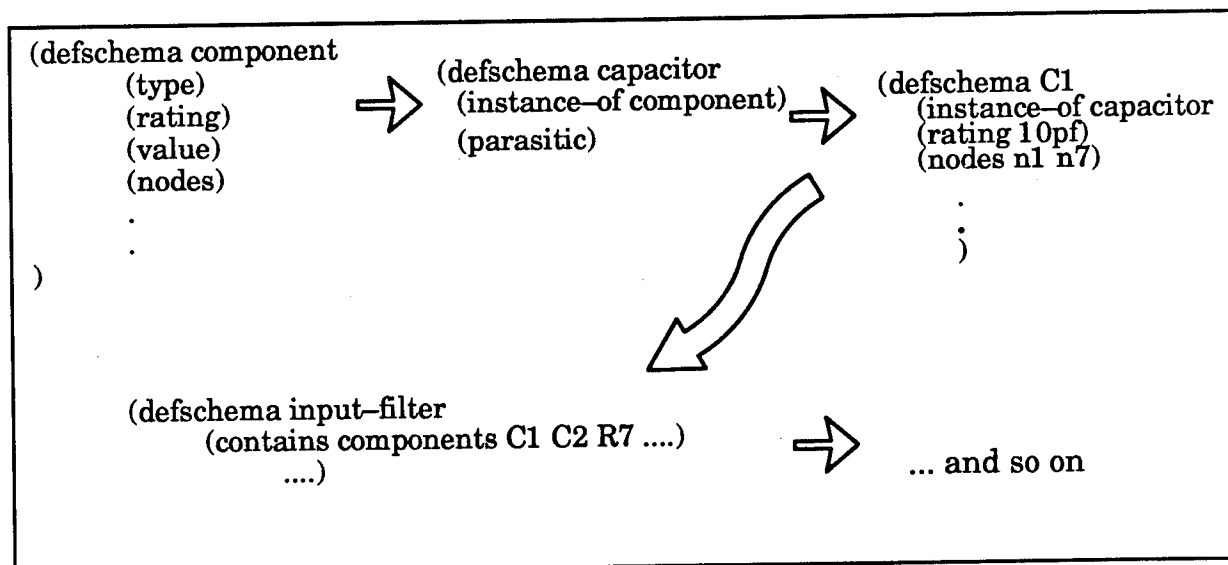 (defschema component
(type)
(rating)
(value)
(nodes)
.
.
)
(defschema capacitor
(instance–of component)
(parasitic)
(defschema C1
(instance–of capacitor
(rating 10pf)
(nodes n1 n7)
.
.
)
(defschema input–filter
(contains components C1 C2 R7 ....)
....)
... and so on